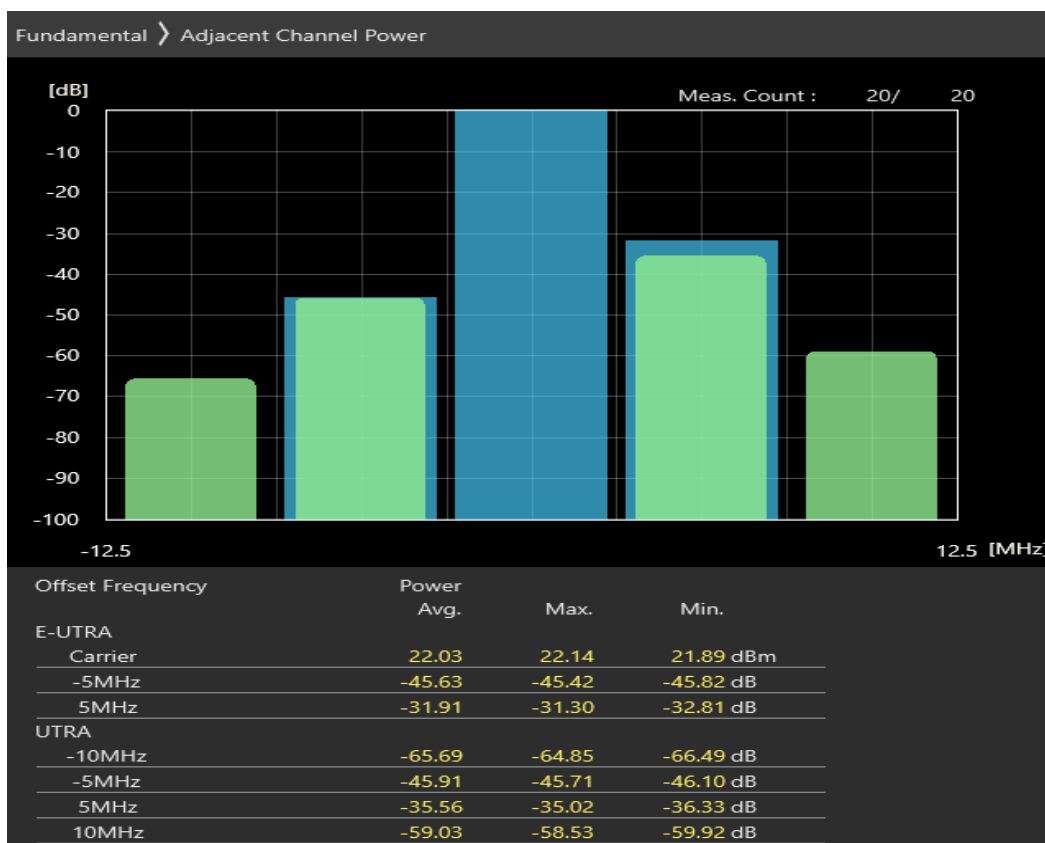 Fundamental 〉 Adjacent Channel Power
[dB]
Meas. Count : 20/ 20
0
-10
-20
-30
-40
-50
-60
-70
-80
-90
-100
-12.5 12.5 [MHz]
Offset Frequency Power
Avg. Max. Min.
E-UTRA
Carrier 22.03 22.14 21.89 dBm
-5MHz -45.63 -45.42 -45.82 dB
5MHz -31.91 -31.30 -32.81 dB
UTRA
-10MHz -65.69 -64.85 -66.49 dB
-5MHz -45.91 -45.71 -46.10 dB
5MHz -35.56 -35.02 -36.33 dB
10MHz -59.03 -58.53 -59.92 dB